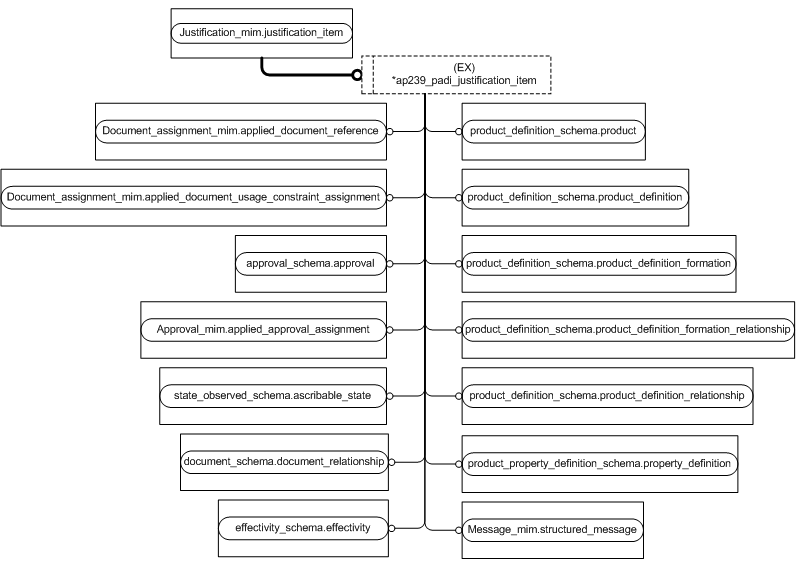 Justification_mim.justification_item
(EX)
*ap239_padi_justification_item
Document_assignment_mim.applied_document_reference
product_definition_schema.product
Document_assignment_mim.applied_document_usage_constraint_assignment
product_definition_schema.product_definition
approval_schema.approval
product_definition_schema.product_definition_formation
Approval_mim.applied_approval_assignment
product_definition_schema.product_definition_formation_relationship
state_observed_schema.ascribable_state
product_definition_schema.product_definition_relationship
document_schema.document_relationship
product_property_definition_schema.property_definition
effectivity_schema.effectivity
Message_mim.structured_message